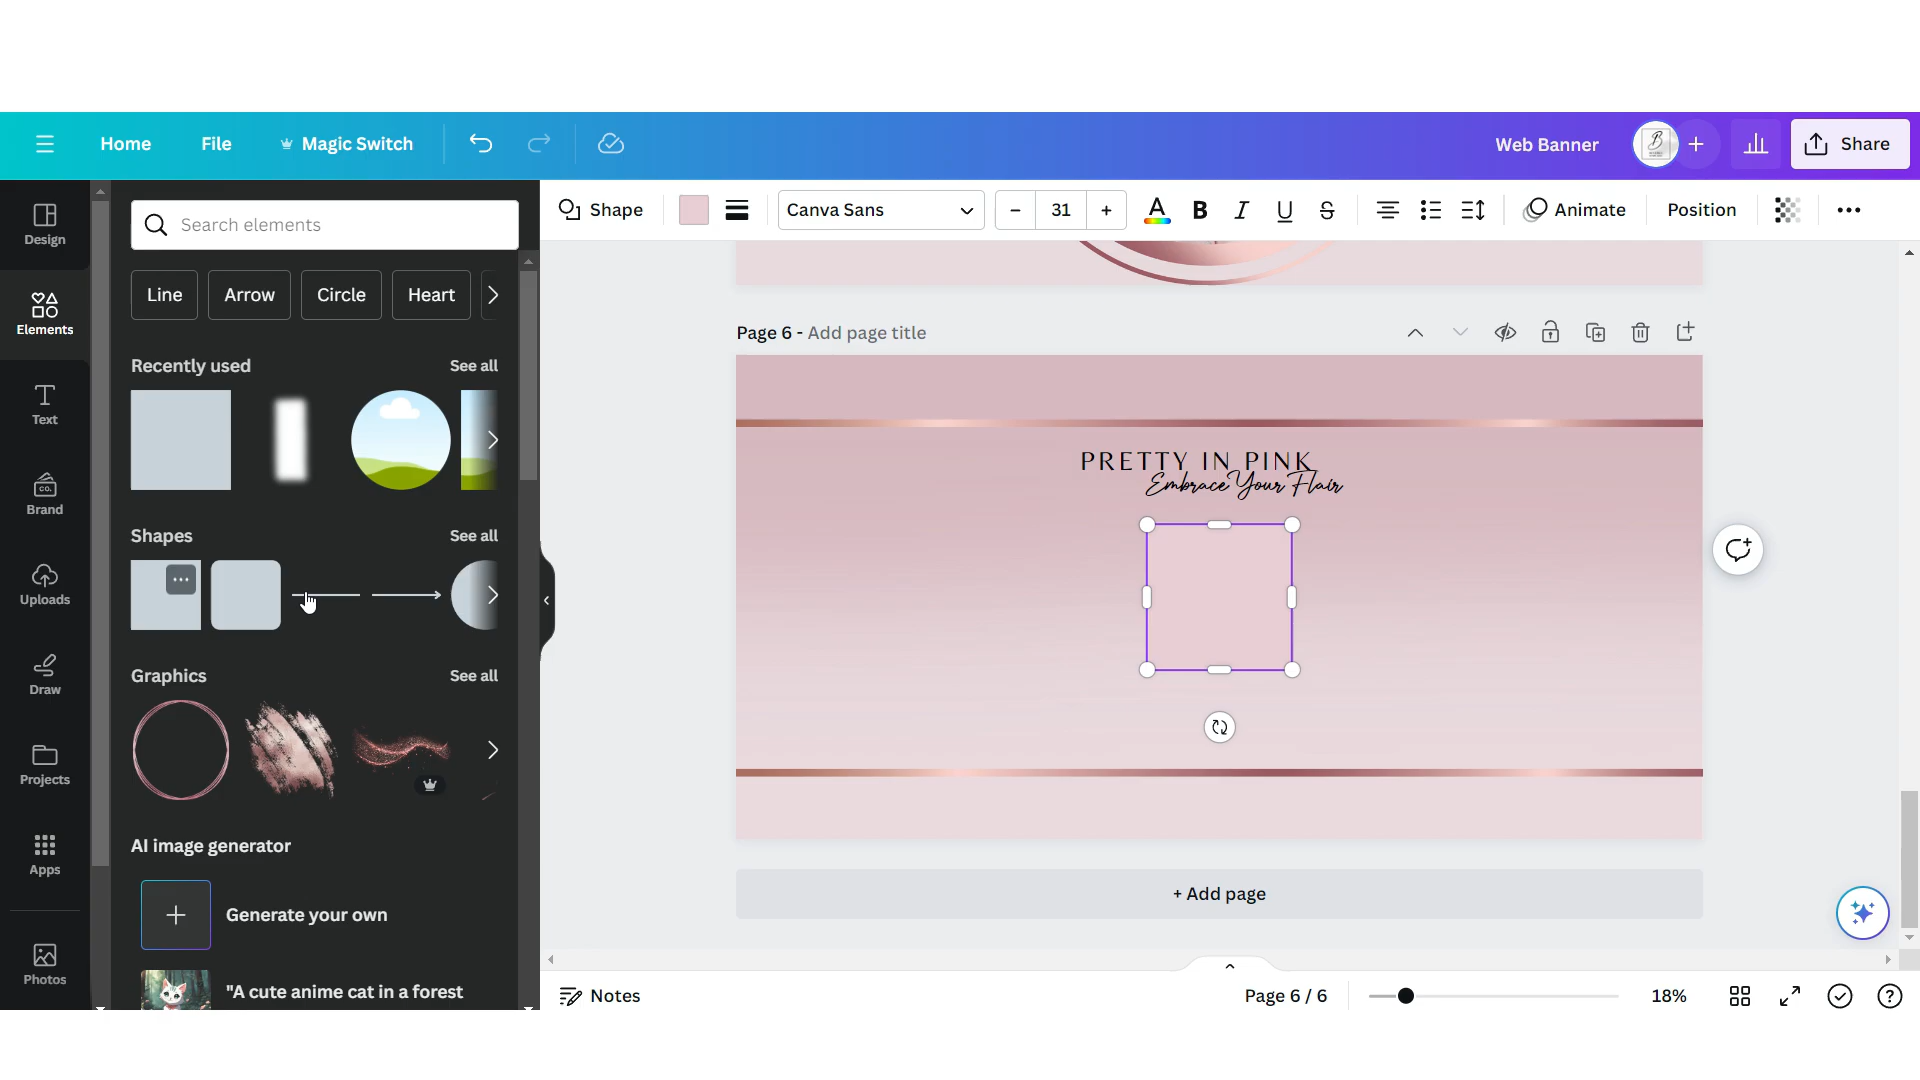 Home File Magic Switch Web Banner Share
Shape Canva Sans 31 A B I U S Animate Position
Design
Elements
Text
Brand
CO.
Uploads
Draw
Projects
Apps
Photos
Search elements
Line Arrow Circle Heart
Recently used See all
Shapes See all
Graphics See all
AI image generator
Generate your own
"A cute anime cat in a forest
Page 6 - Add page title
PRETTY IN PINK
Embrace Your Flair
+ Add page
Notes Page 6 / 6 18%